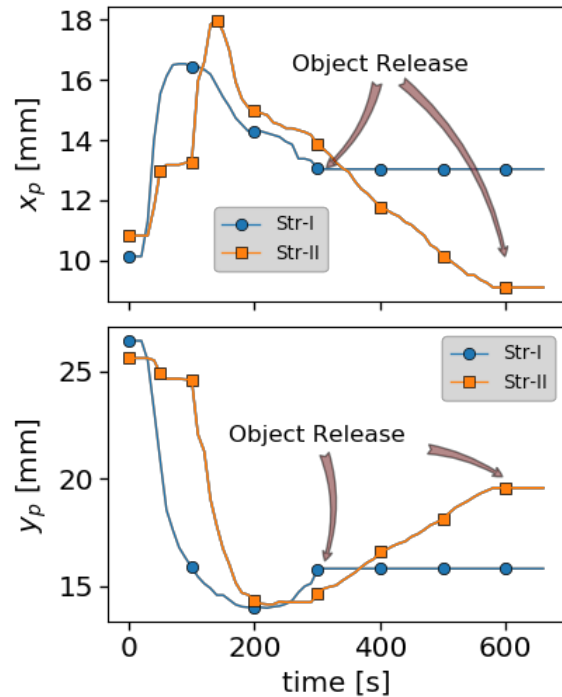 18
16
14
12
10
x_p [mm]
Object Release
Str-I
Str-II
25
20
15
y_p [mm]
Str-I
Str-II
Object Release
0 200 400 600
time [s]